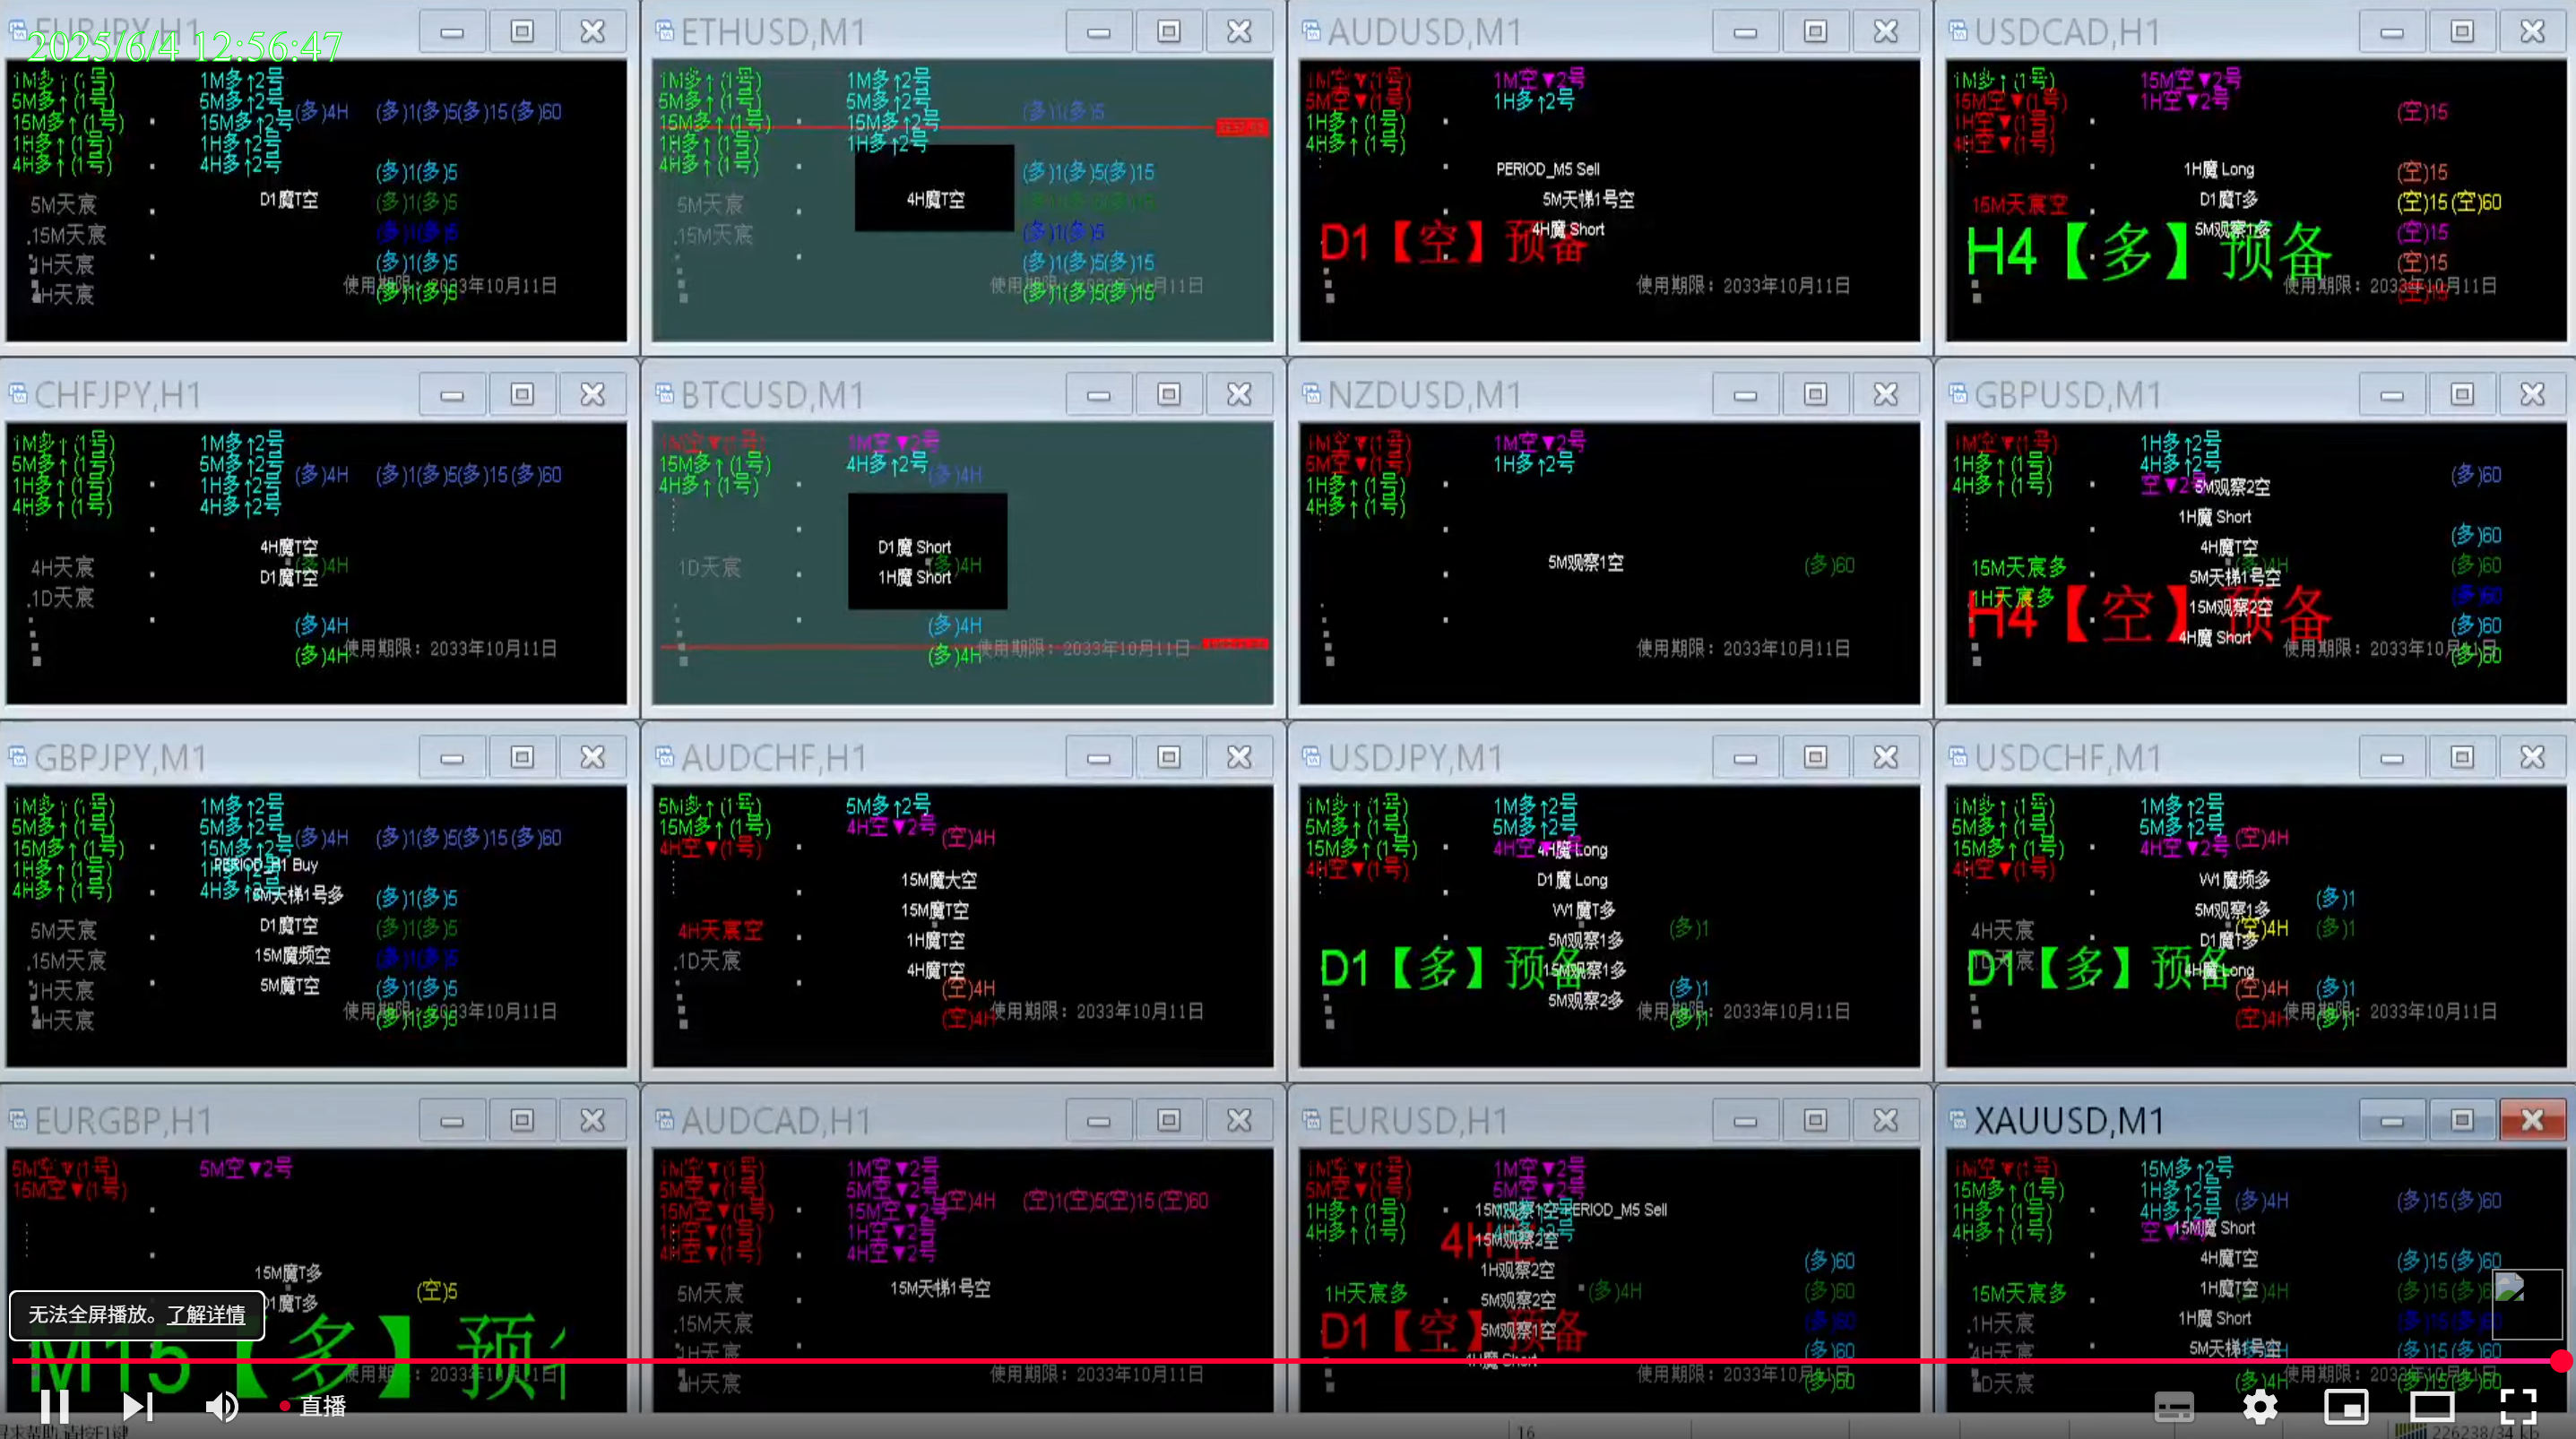 EURJPY,H1
2025/6/4 12:56:47
1M多↑(1号) 1M多↑2号
5M多↑(1号) 5M多↑2号 (多)4H (多)1(多)5(多)15(多)60
15M多↑(1号) 15M多↑2号
1H多↑(1号) 1H多↑2号
4H多↑(1号) 4H多↑2号
(多)1(多)5
5M天宸 D1魔T空 (多)1(多)5
.15M天宸 (多)1(多)5
1H天宸 (多)1(多)5
使用期限：2033年10月11日
4H天宸 (多)1(多)5
ETHUSD,M1
1M多↑(1号) 1M多↑2号
5M多↑(1号) 5M多↑2号 (多)1(多)5
15M多↑(1号) 15M多↑2号
1H多↑(1号) 1H多↑2号
4H多↑(1号)
(多)1(多)5(多)15
5M天宸 4H魔T空
.15M天宸 (多)1(多)5
(多)1(多)5(多)15
使用期限：2033年10月11日
(多)1(多)5(多)15
AUDUSD,M1
1M空▼(1号) 1M空▼2号
5M空▼(1号) 1H多↑2号
1H多↑(1号)
4H多↑(1号)
PERIOD_M5 Sell
5M天梯1号空
D1【空】预备 4H魔 Short
使用期限：2033年10月11日
USDCAD,H1
1M多↑(1号) 15M空▼2号
15M空▼(1号) 1H空▼2号 (空)15
1H空▼(1号)
4H空▼(1号)
1H魔 Long (空)15
15M天宸空 D1魔T多 (空)15(空)60
5M观察1多 (空)15
H4【多】预备 (空)15
使用期限：2033年10月11日
(空)15
CHFJPY,H1
1M多↑(1号) 1M多↑2号
5M多↑(1号) 5M多↑2号 (多)4H (多)1(多)5(多)15(多)60
1H多↑(1号) 1H多↑2号
4H多↑(1号) 4H多↑2号
4H魔T空
4H天宸 (多)4H
D1魔T空
.1D天宸
(多)4H
使用期限：2033年10月11日
(多)4H
BTCUSD,M1
1M空▼(1号) 1M空▼2号
15M多↑(1号) 4H多↑2号 (多)4H
4H多↑(1号)
D1魔 Short
1D天宸 (多)4H
1H魔 Short
(多)4H
使用期限：2033年10月11日
(多)4H
NZDUSD,M1
1M空▼(1号) 1M空▼2号
5M空▼(1号) 1H多↑2号
1H多↑(1号)
4H多↑(1号)
5M观察1空 (多)60
使用期限：2033年10月11日
GBPUSD,M1
1M空▼(1号) 1H多↑2号
1H多↑(1号) 4H多↑2号 (多)60
4H多↑(1号) 空▼2号 5M观察2空
1H魔 Short (多)60
4H魔T空
15M天宸多 (多)4H (多)60
5M天梯1号空
1H天宸多 (多)60
15M观察2空
H4【空】预备 (多)60
4H魔 Short
使用期限：2033年10月11日
(多)60
GBPJPY,M1
1M多↑(1号) 1M多↑2号
5M多↑(1号) 5M多↑2号 (多)4H (多)1(多)5(多)15(多)60
15M多↑(1号) 15M多↑2号
1H多↑(1号) 1H多↑2号 PERIOD_H1 Buy
4H多↑(1号) 4H多↑2号 5M天梯1号多 (多)1(多)5
5M天宸 D1魔T空 (多)1(多)5
.15M天宸 15M魔频空 (多)1(多)5
1H天宸 5M魔T空 (多)1(多)5
使用期限：2033年10月11日
4H天宸 (多)1(多)5
AUDCHF,H1
5M多↑(1号) 5M多↑2号
15M多↑(1号) 4H空▼2号 (空)4H
4H空▼(1号)
15M魔大空
15M魔T空
4H天宸空 1H魔T空
.1D天宸 4H魔T空
(空)4H
使用期限：2033年10月11日
(空)4H
USDJPY,M1
1M多↑(1号) 1M多↑2号
5M多↑(1号) 5M多↑2号
15M多↑(1号) 4H空▼2号 4H魔 Long
4H空▼(1号) D1魔 Long
W1魔T多
5M观察1多 (多)1
D1【多】预备 15M观察1多
5M观察2多 (多)1
使用期限：2033年10月11日
(多)1
USDCHF,M1
1M多↑(1号) 1M多↑2号
5M多↑(1号) 5M多↑2号 (空)4H
15M多↑(1号) 4H空▼2号
4H空▼(1号) W1魔频多
5M观察1多 (多)1
4H天宸 D1魔T多 (空)4H (多)1
1D天宸
D1【多】预备 4H魔 Long
(空)4H (多)1
使用期限：2033年10月11日
(空)4H (多)1
EURGBP,H1
5M空▼(1号) 5M空▼2号
15M空▼(1号)
15M魔T多
(空)5
D1魔T多
无法全屏播放。了解详情
M15【多】预
使用期限：2033年10月11日
AUDCAD,H1
1M空▼(1号) 1M空▼2号
5M空▼(1号) 5M空▼2号 (空)4H (空)1(空)5(空)15(空)60
15M空▼(1号) 15M空▼2号
1H空▼(1号) 1H空▼2号
4H空▼(1号) 4H空▼2号
5M天宸 15M天梯1号空
.15M天宸
1H天宸
使用期限：2033年10月11日
4H天宸
EURUSD,H1
1M空▼(1号) 1M空▼2号
5M空▼(1号) 5M空▼2号
1H多↑(1号) 15M观察1空 PERIOD_M5 Sell
4H多↑(1号) 15M观察2空
4H空
1H观察2空 (多)60
1H天宸多 5M观察2空 (多)4H (多)60
D1【空】预备 5M观察1空 (多)60
4H魔 Short (多)60
使用期限：2033年10月11日
(多)60
XAUUSD,M1
1M空▼(1号) 15M多↑2号
15M多↑(1号) 1H多↑2号 (多)4H (多)15(多)60
1H多↑(1号) 4H多↑2号
4H多↑(1号) 空▼ 15M魔 Short
4H魔T空 (多)15(多)60
15M天宸多 1H魔T空 (多)15
.1H天宸 1H魔 Short (多)15
4H天宸 5M天梯1号空 (多)15(多)60
使用期限：2033年10月11日
1D天宸 (多)4H (多)15(多)60
直播
16
226238/34 kb